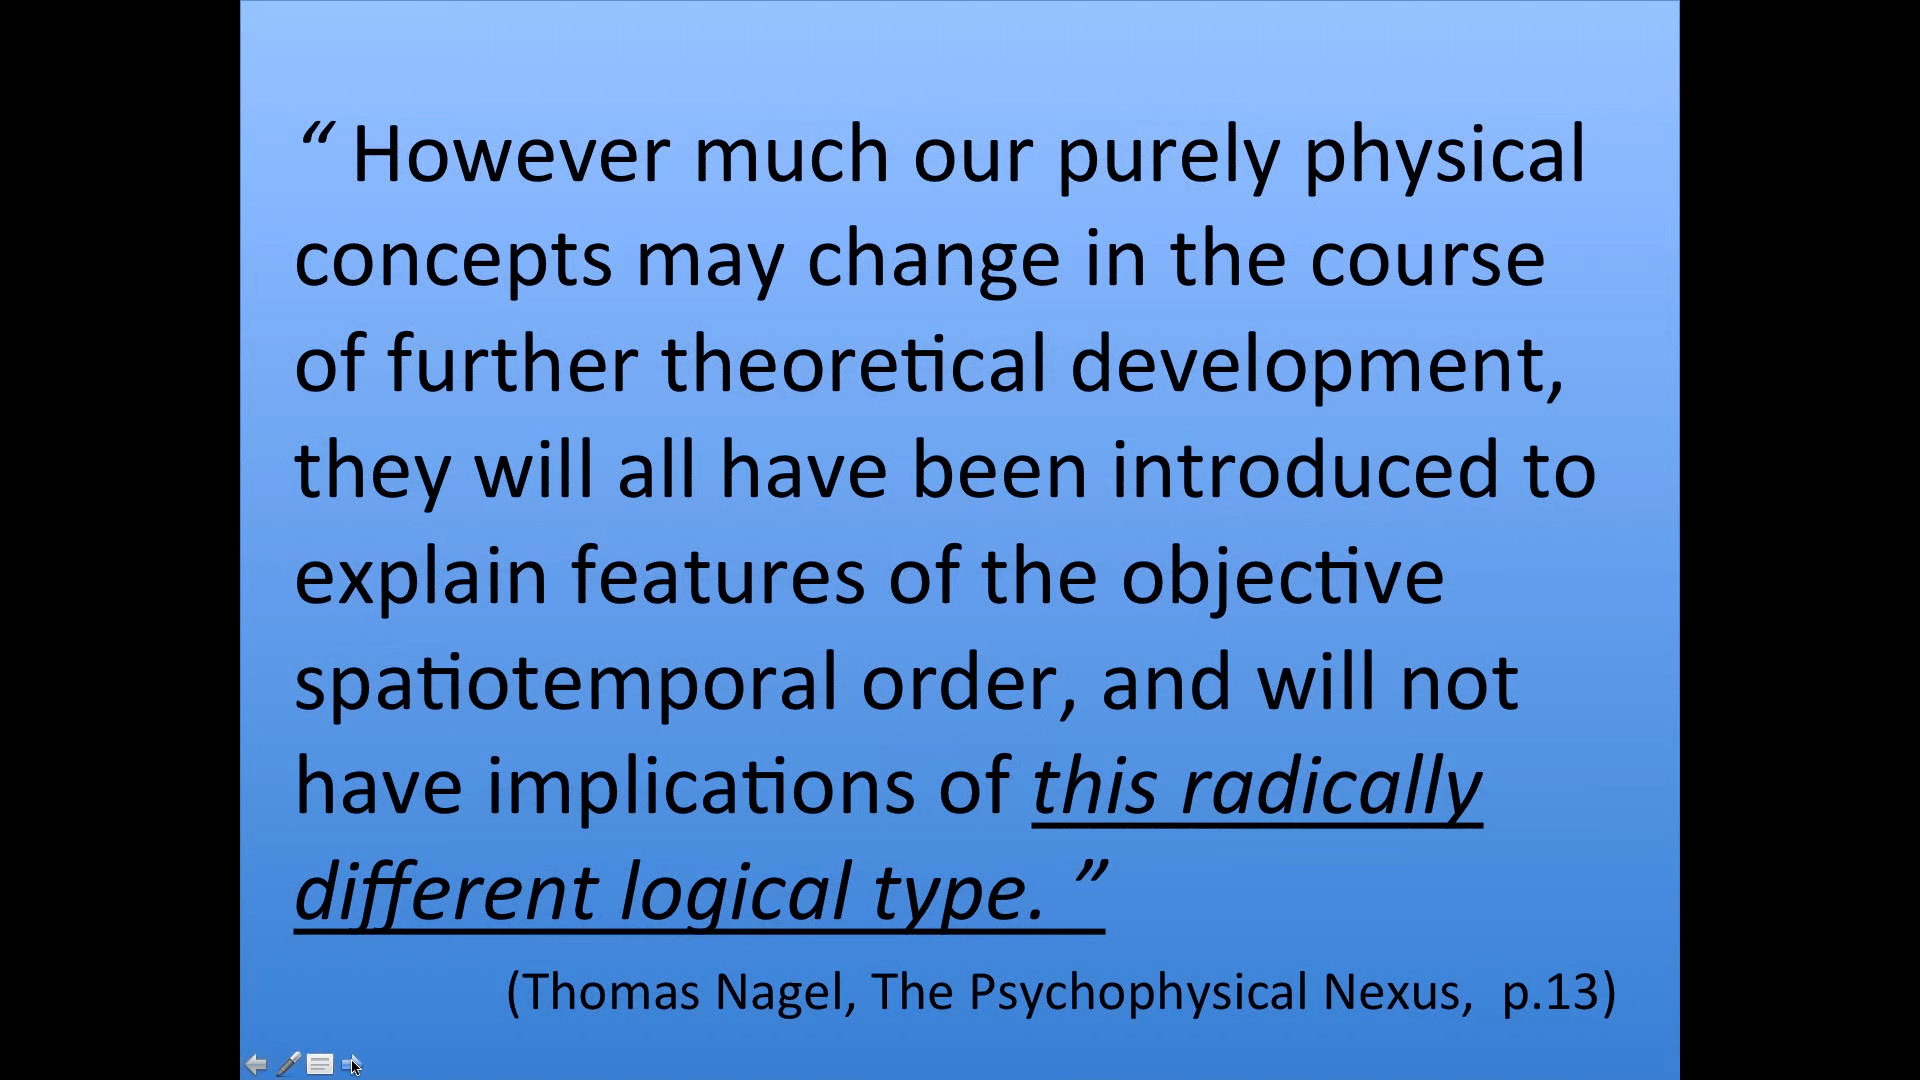 “ However much our purely physical
concepts may change in the course
of further theoretical development,
they will all have been introduced to
explain features of the objective
spatiotemporal order, and will not
have implications of this radically
different logical type. ”
(Thomas Nagel, The Psychophysical Nexus,  p.13)